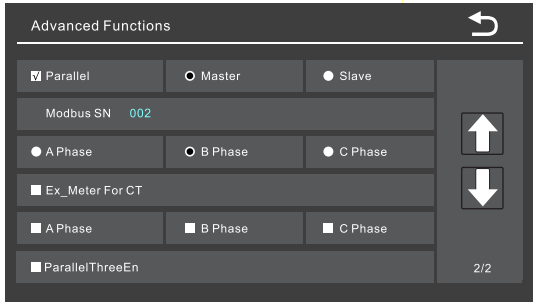 Advanced Functions
Parallel Master Slave
Modbus SN 002
A Phase B Phase C Phase
Ex_Meter For CT
A Phase B Phase C Phase
ParallelThreeEn
2/2